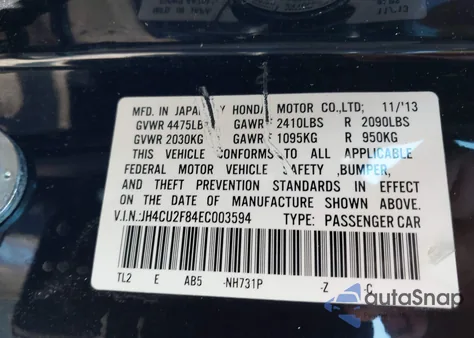 11/13
MFD. IN JAPAN BY HONDA MOTOR CO.,LTD; 11/'13
GVWR 4475LBS GAWR F 2410LBS R 2090LBS
GVWR 2030KG GAWR F 1095KG R 950KG
THIS VEHICLE CONFORMS TO ALL APPLICABLE
FEDERAL MOTOR VEHICLE SAFETY ,BUMPER,
AND THEFT PREVENTION STANDARDS IN EFFECT
ON THE DATE OF MANUFACTURE SHOWN ABOVE.
V.I.N.:JH4CU2F84EC003594 TYPE: PASSENGER CAR
TL2 E AB5 -NH731P -Z -C
autoSnap